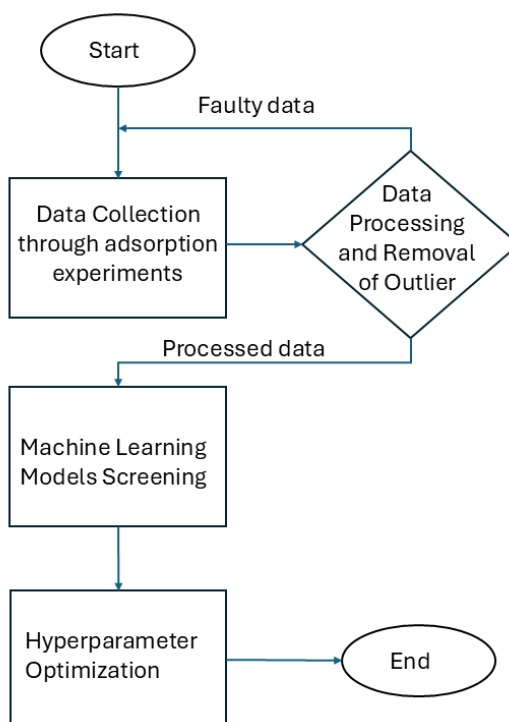 Start
Faulty data
Data Collection
through adsorption
experiments
Data
Processing
and Removal
of Outlier
Processed data
Machine Learning
Models Screening
Hyperparameter
Optimization
End